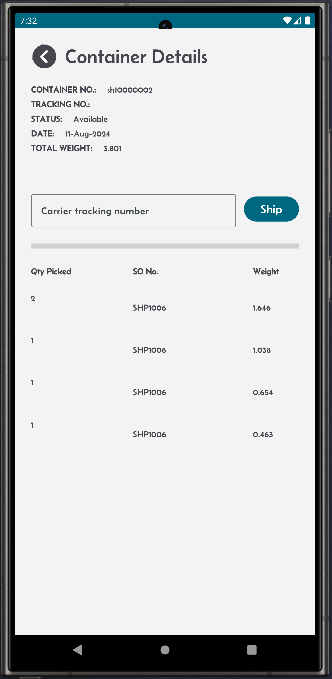 7:32
Container Details
CONTAINER NO.: sh10000002
TRACKING NO.:
STATUS: Available
DATE: 11-Aug-2024
TOTAL WEIGHT: 3.801
Carrier tracking number
Ship
Qty Picked SO No. Weight
2
SHP1006 1.646
1
SHP1006 1.038
1
SHP1006 0.654
1
SHP1006 0.463